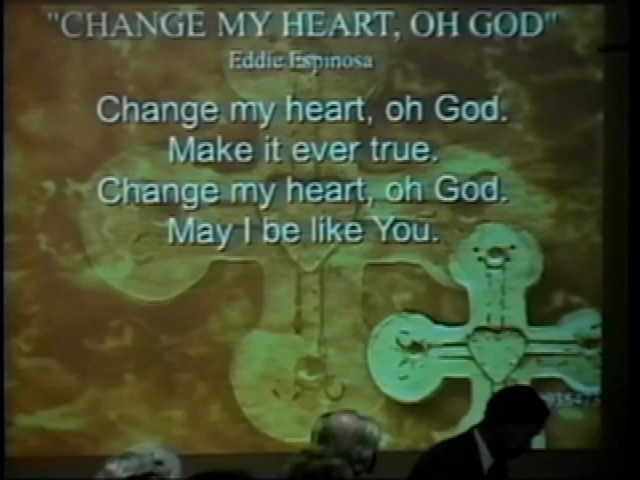 "CHANGE MY HEART, OH GOD"
Eddie Espinosa
Change my heart, oh God.
Make it ever true.
Change my heart, oh God.
May I be like You.